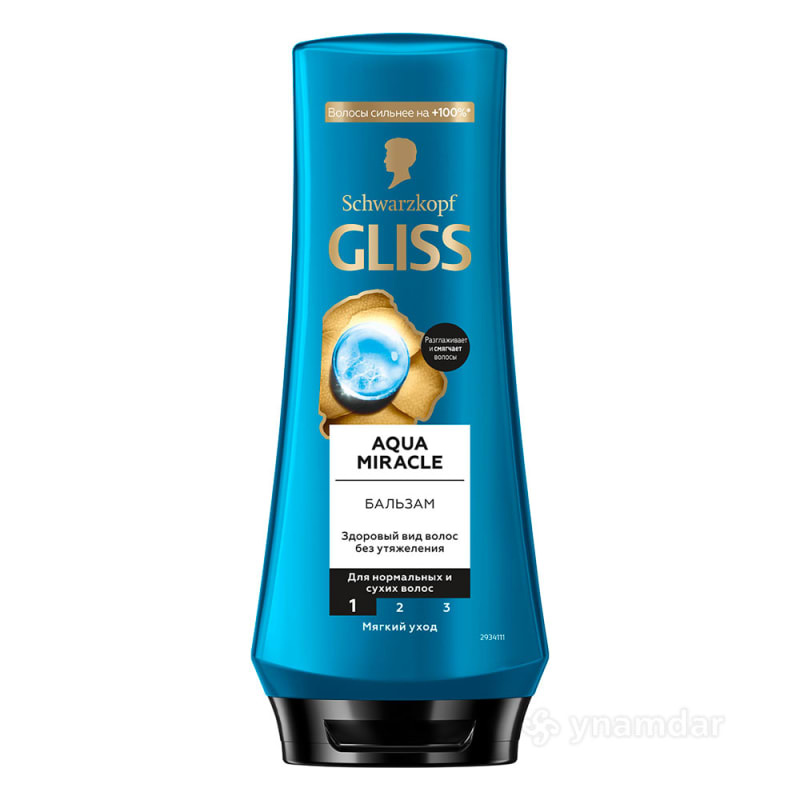 Волосы сильнее на +100%*
Schwarzkopf
GLISS
Разглаживает
и смягчает
волосы
AQUA
MIRACLE
БАЛЬЗАМ
Здоровый вид волос
без утяжеления
Для нормальных и
сухих волос
1 2 3
Мягкий уход
2934111
ynamdar